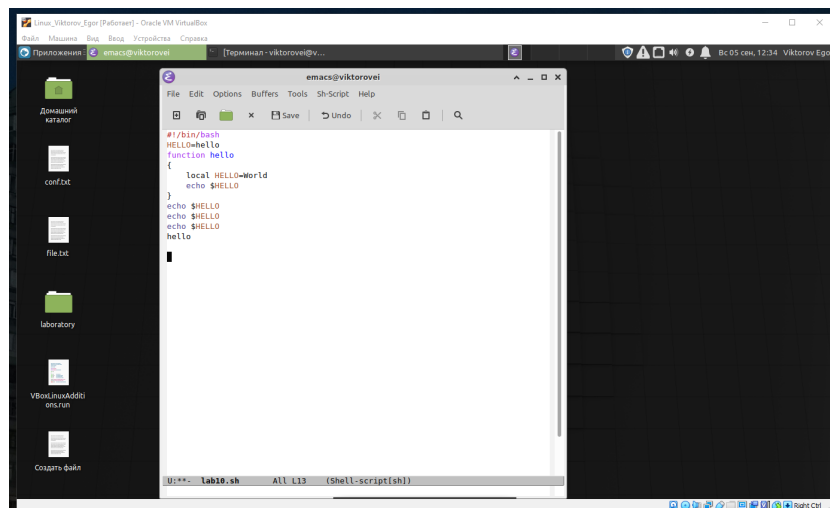 Linux_Viktorov_Egor [Работает] - Oracle VM VirtualBox
Файл Машина Вид Ввод Устройства Справка
Приложения emacs@viktorovei [Терминал - viktorovei@v... Вс 05 сен, 12:34 Viktorov Ego
emacs@viktorovei
File Edit Options Buffers Tools Sh-Script Help
Save Undo
#!/bin/bash
HELLO=hello
function hello
{
    local HELLO=World
    echo $HELLO
}
echo $HELLO
echo $HELLO
echo $HELLO
hello
U:**- lab10.sh All L13 (Shell-script[sh])
Домашний
каталог
conf.txt
file.txt
laboratory
VBoxLinuxAdditi
ons.run
Создать файл
Right Ctrl